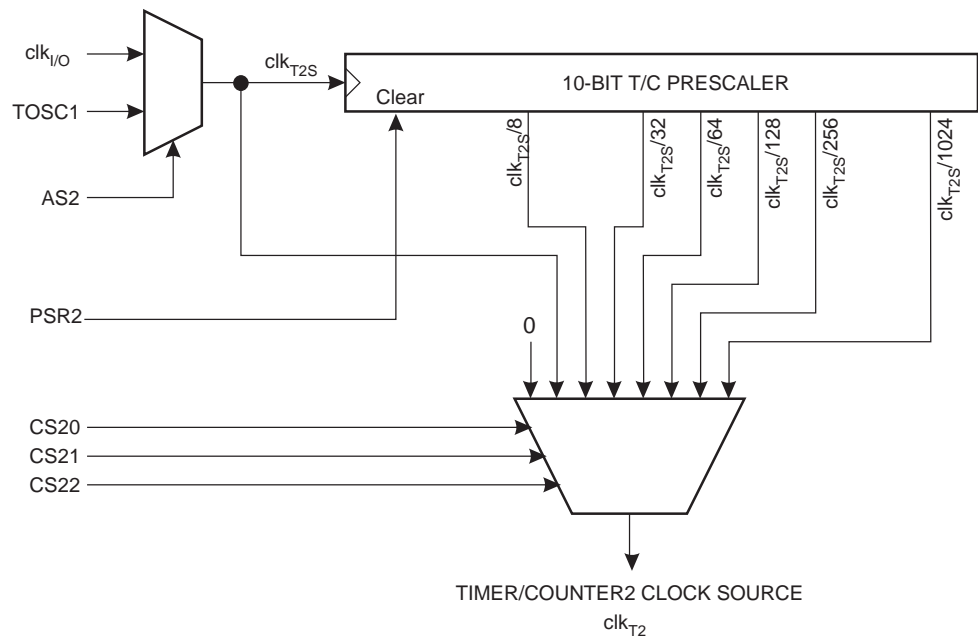 clkI/O
TOSC1
AS2
PSR2
clkT2S
10-BIT T/C PRESCALER
Clear
clkT2S/8
clkT2S/32
clkT2S/64
clkT2S/128
clkT2S/256
clkT2S/1024
0
CS20
CS21
CS22
TIMER/COUNTER2 CLOCK SOURCE
clkT2